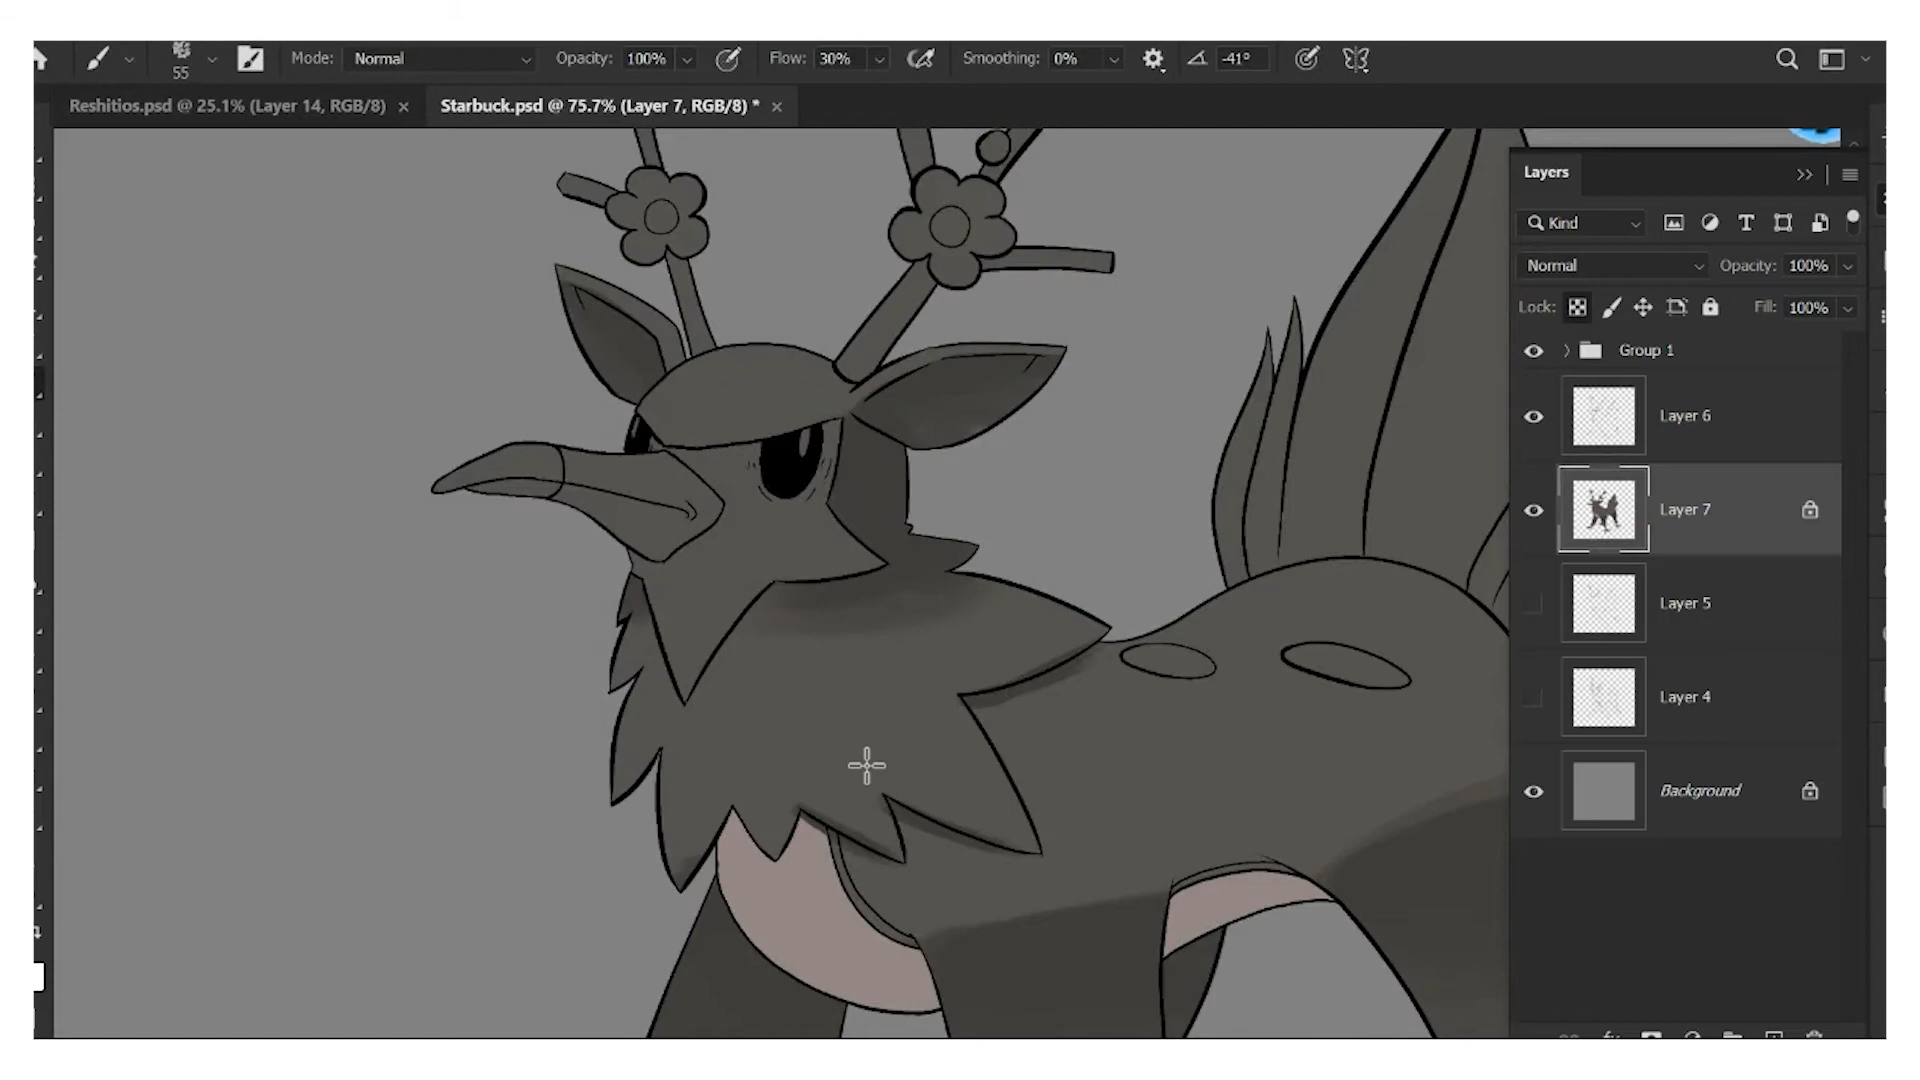 55 Mode: Normal Opacity: 100% Flow: 30% Smoothing: 0% -41°
Reshitios.psd @ 25.1% (Layer 14, RGB/8) × Starbuck.psd @ 75.7% (Layer 7, RGB/8) * ×
Layers
Kind
Normal Opacity: 100%
Lock: Fill: 100%
Group 1
Layer 6
Layer 7
Layer 5
Layer 4
Background